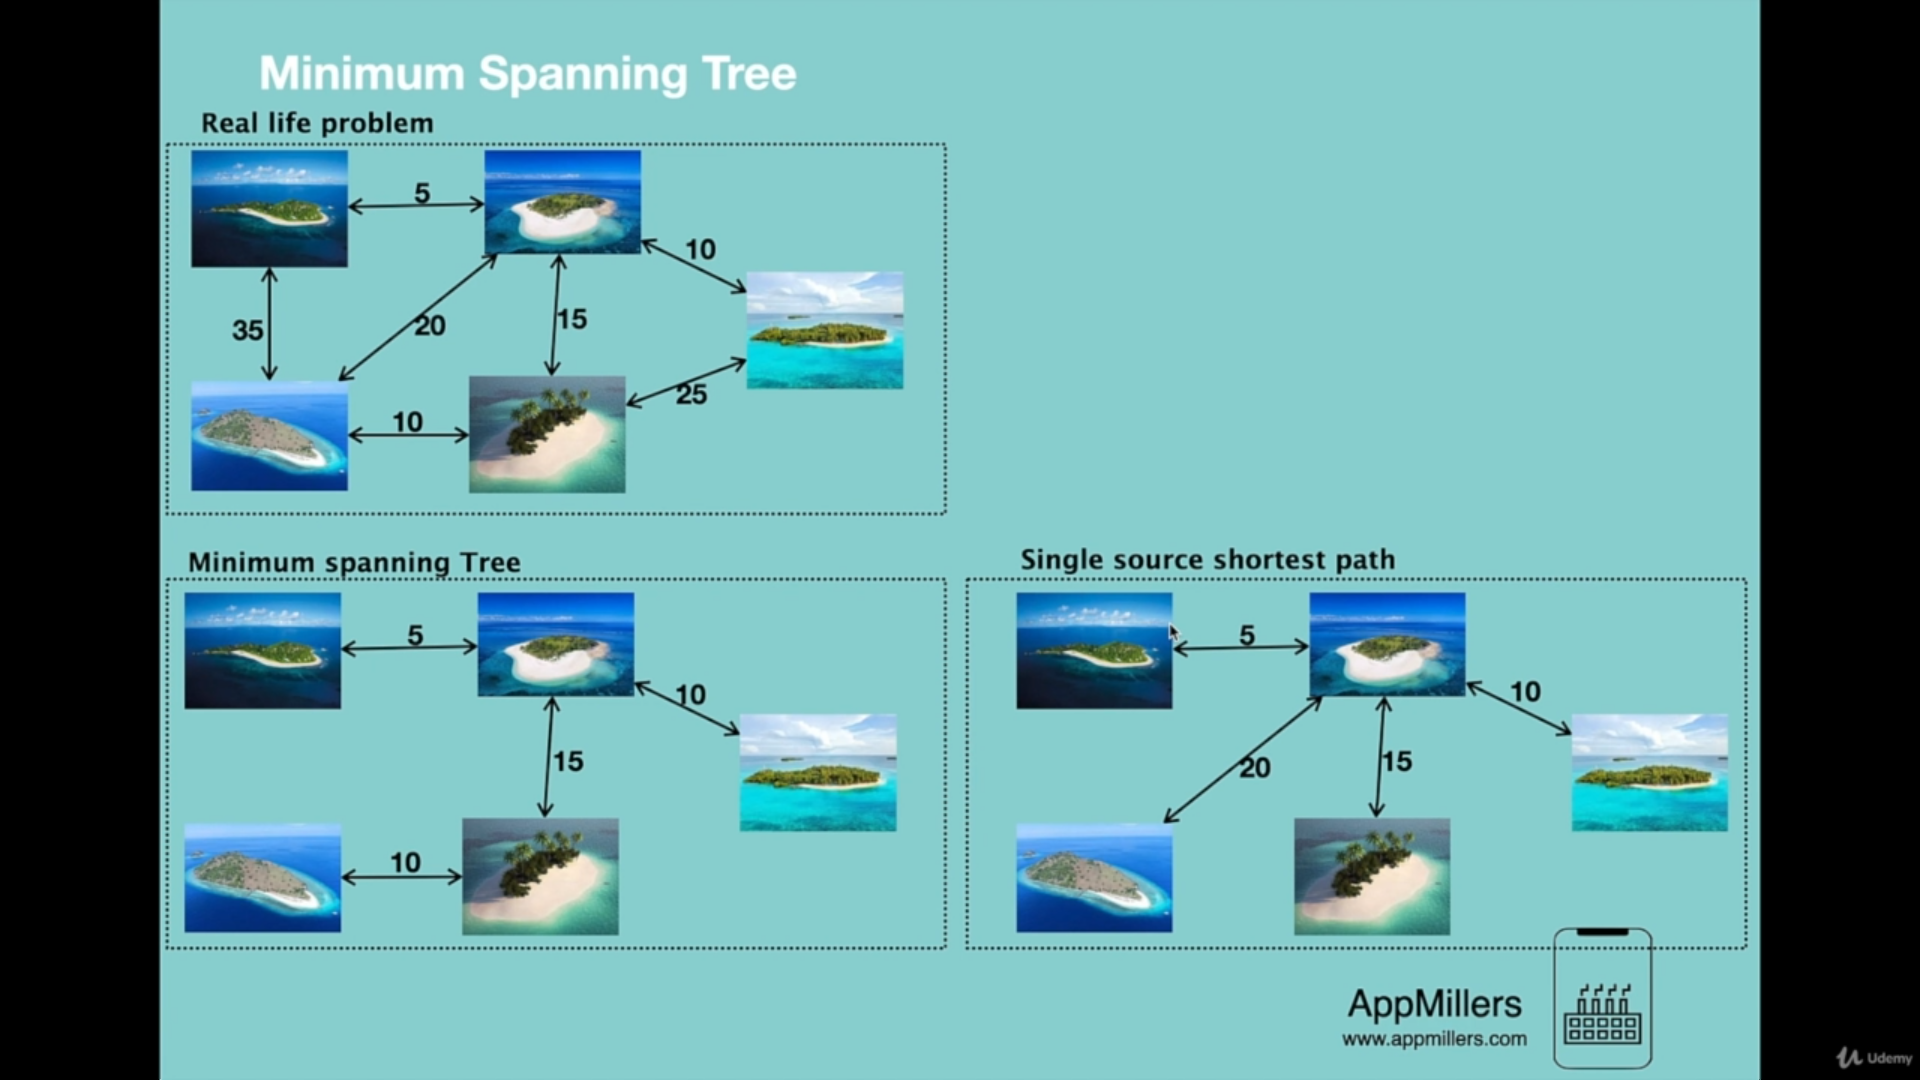 Minimum Spanning Tree
Real life problem
5
10
35
20
15
25
10
Minimum spanning Tree
5
10
15
10
Single source shortest path
5
10
20
15
AppMillers
www.appmillers.com
Udemy